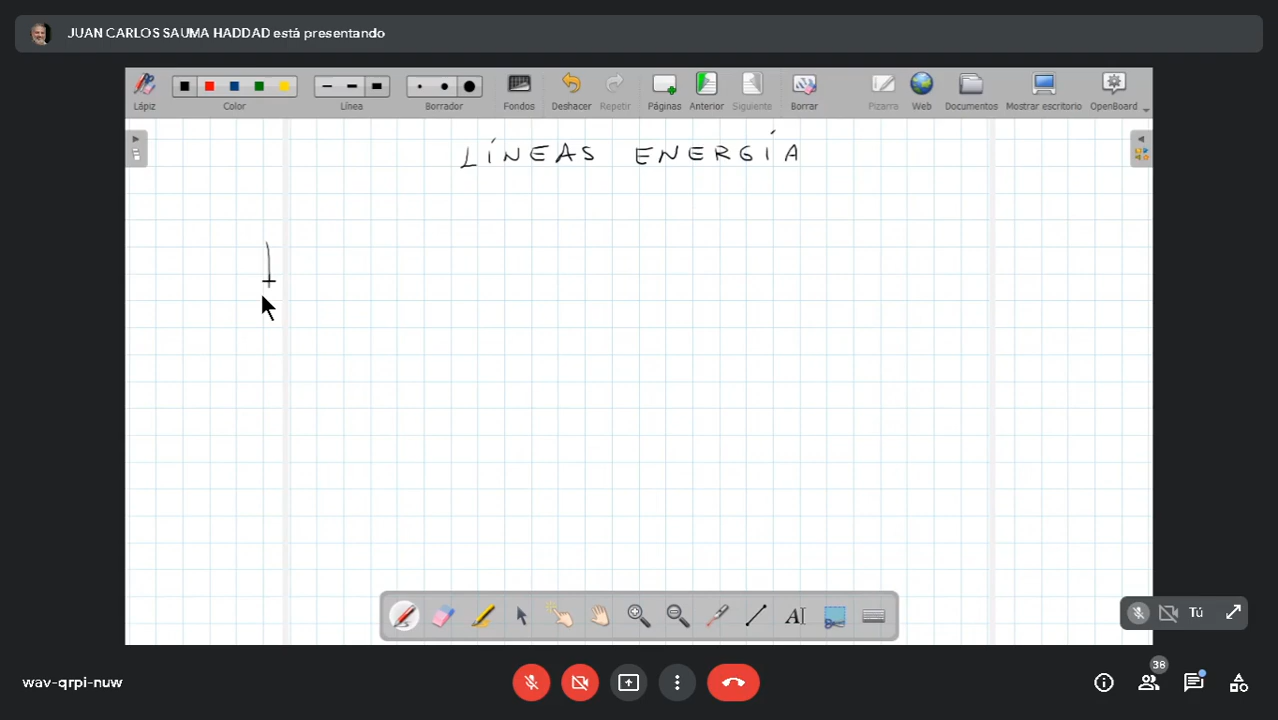 JUAN CARLOS SAUMA HADDAD está presentando
Lápiz Color Línea Borrador Fondos Deshacer Repetir Páginas Anterior Siguiente Borrar Pizarra Web Documentos Mostrar escritorio OpenBoard
LÍNEAS ENERGÍA
Tú
wav-qrpi-nuw
38